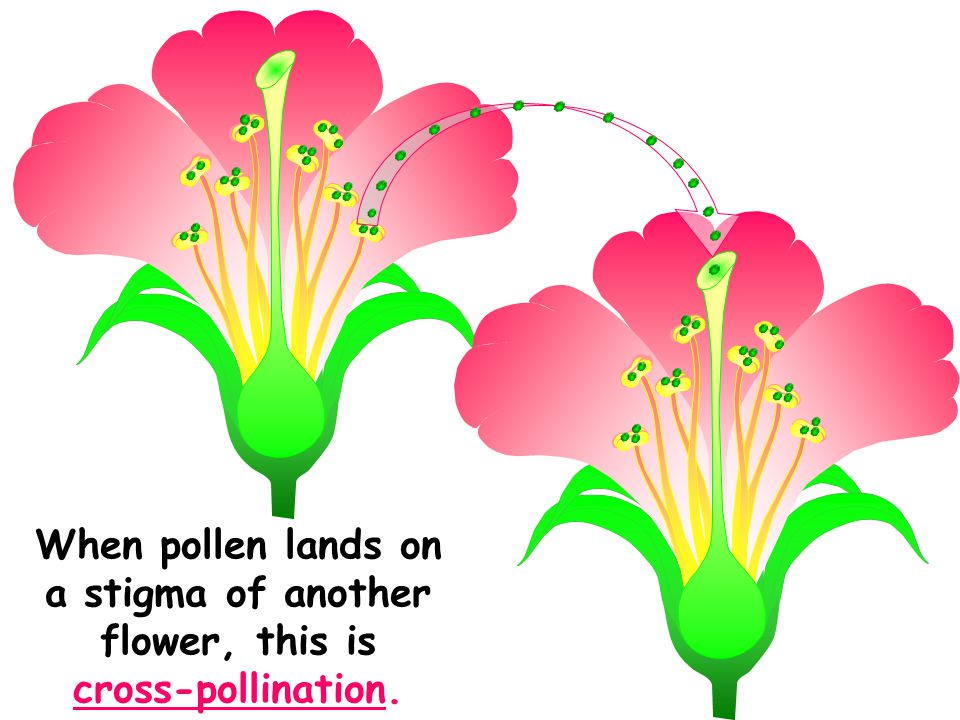 When pollen lands on
a stigma of another
flower, this is
cross-pollination.